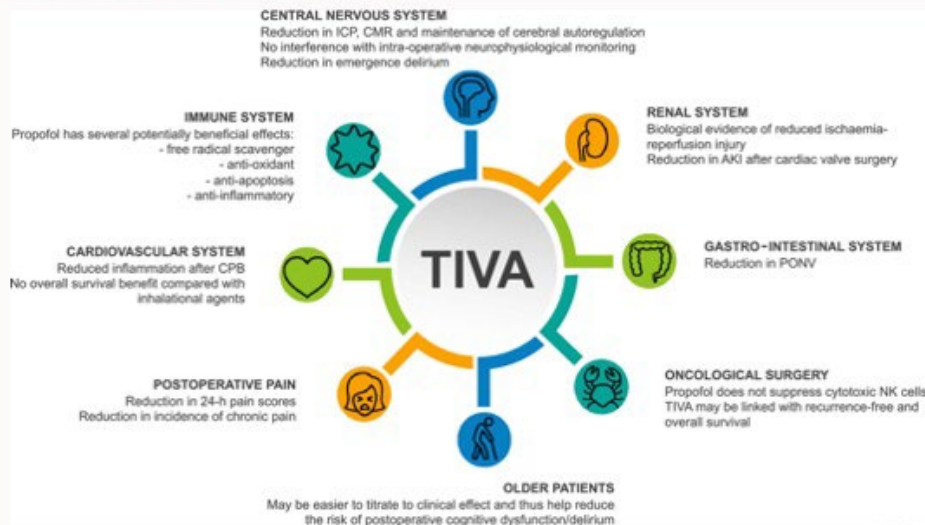 CENTRAL NERVOUS SYSTEM
Reduction in ICP, CMR and maintenance of cerebral autoregulation
No interference with intra-operative neurophysiological monitoring
Reduction in emergence delirium
IMMUNE SYSTEM
Propofol has several potentially beneficial effects:
- free radical scavenger
- anti-oxidant
- anti-apoptosis
- anti-inflammatory
RENAL SYSTEM
Biological evidence of reduced ischaemia-
reperfusion injury
Reduction in AKI after cardiac valve surgery
CARDIOVASCULAR SYSTEM
Reduced inflammation after CPB
No overall survival benefit compared with
inhalational agents
TIVA
GASTRO-INTESTINAL SYSTEM
Reduction in PONV
POSTOPERATIVE PAIN
Reduction in 24-h pain scores
Reduction in incidence of chronic pain
ONCOLOGICAL SURGERY
Propofol does not suppress cytotoxic NK cells
TIVA may be linked with recurrence-free and
overall survival
OLDER PATIENTS
May be easier to titrate to clinical effect and thus help reduce
the risk of postoperative cognitive dysfunction/delirium